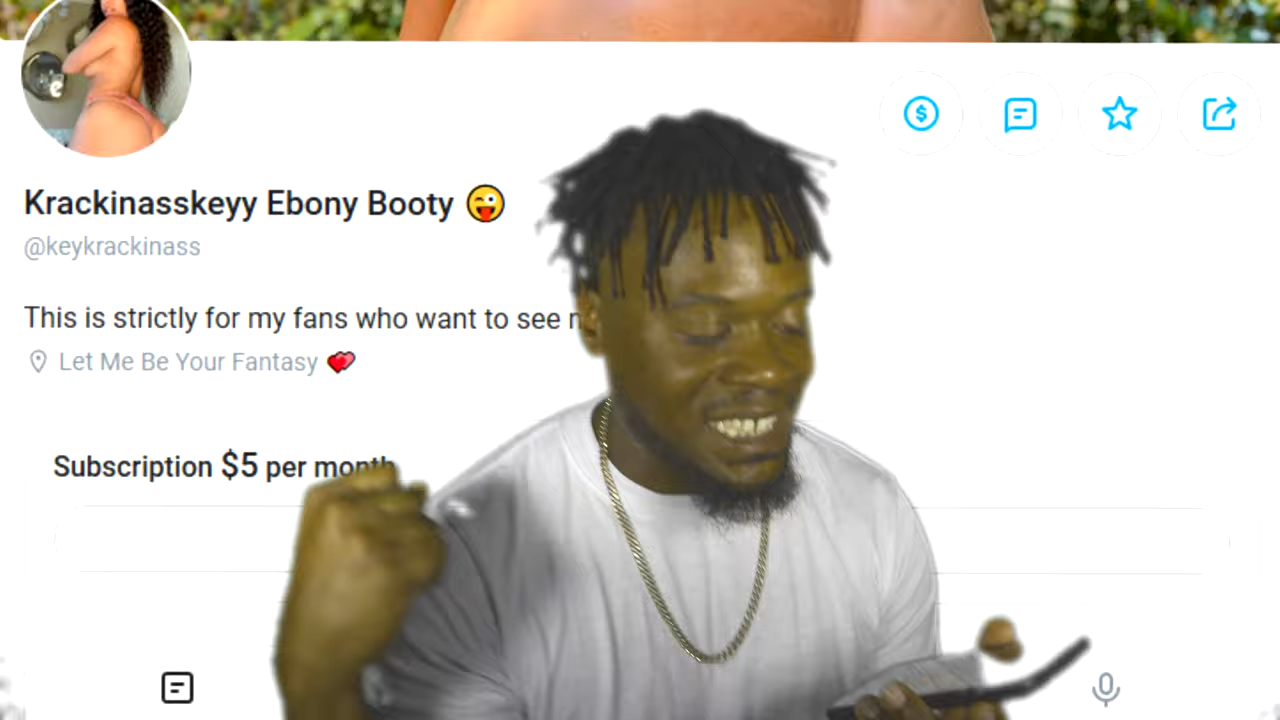 Krackinasskeyy Ebony Booty 😜
@keykrackinass
This is strictly for my fans who want to see
Let Me Be Your Fantasy 💕
Subscription $5 per month